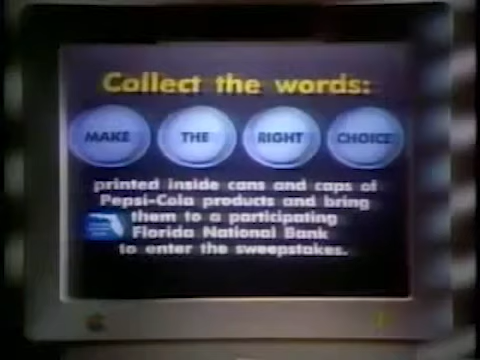 Collect the words:
MAKE THE RIGHT CHOICE
printed inside cans and caps of
Pepsi-Cola products and bring
them to a participating
Florida National Bank
to enter the sweepstakes.